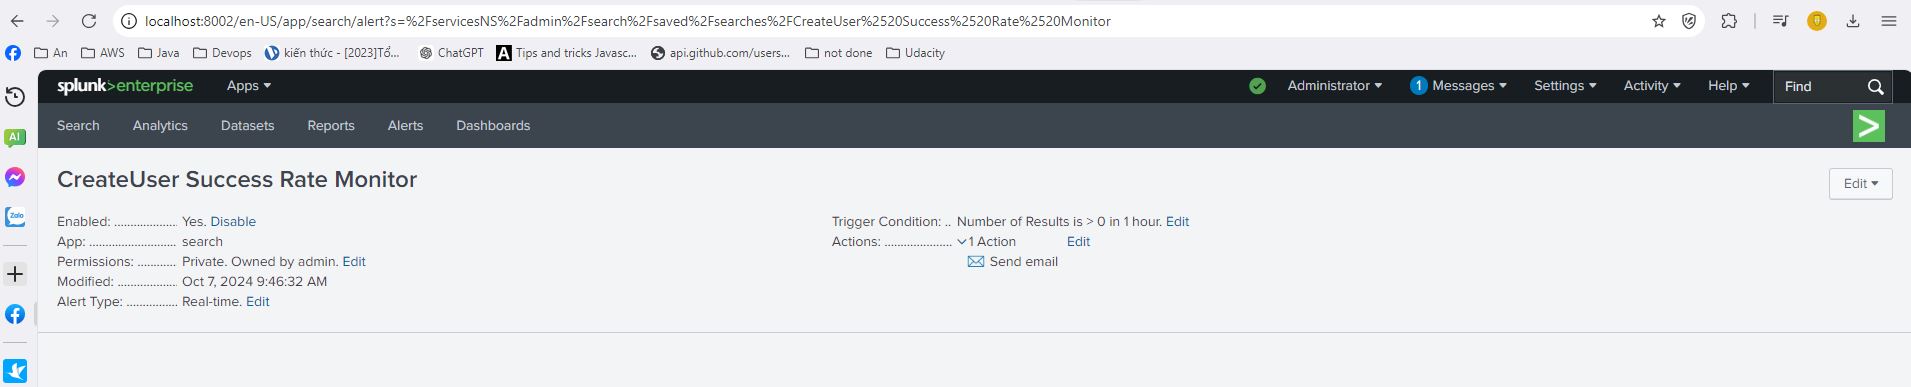 localhost:8002/en-US/app/search/alert?s=%2FservicesNS%2Fadmin%2Fsearch%2Fsaved%2Fsearches%2FCreateUser%2520Success%2520Rate%2520Monitor
An AWS Java Devops kiến thức - [2023]Tổ... ChatGPT Tips and tricks Javasc... api.github.com/users... not done Udacity
splunk>enterprise Apps Administrator 1 Messages Settings Activity Help Find
Search Analytics Datasets Reports Alerts Dashboards
AI
Zalo
CreateUser Success Rate Monitor
Edit
Enabled: ................... Yes. Disable
App: .......................... search
Permissions: ............ Private. Owned by admin. Edit
Modified: .................. Oct 7, 2024 9:46:32 AM
Alert Type: ................ Real-time. Edit
Trigger Condition: .. Number of Results is > 0 in 1 hour. Edit
Actions: ..................... 1 Action Edit
Send email